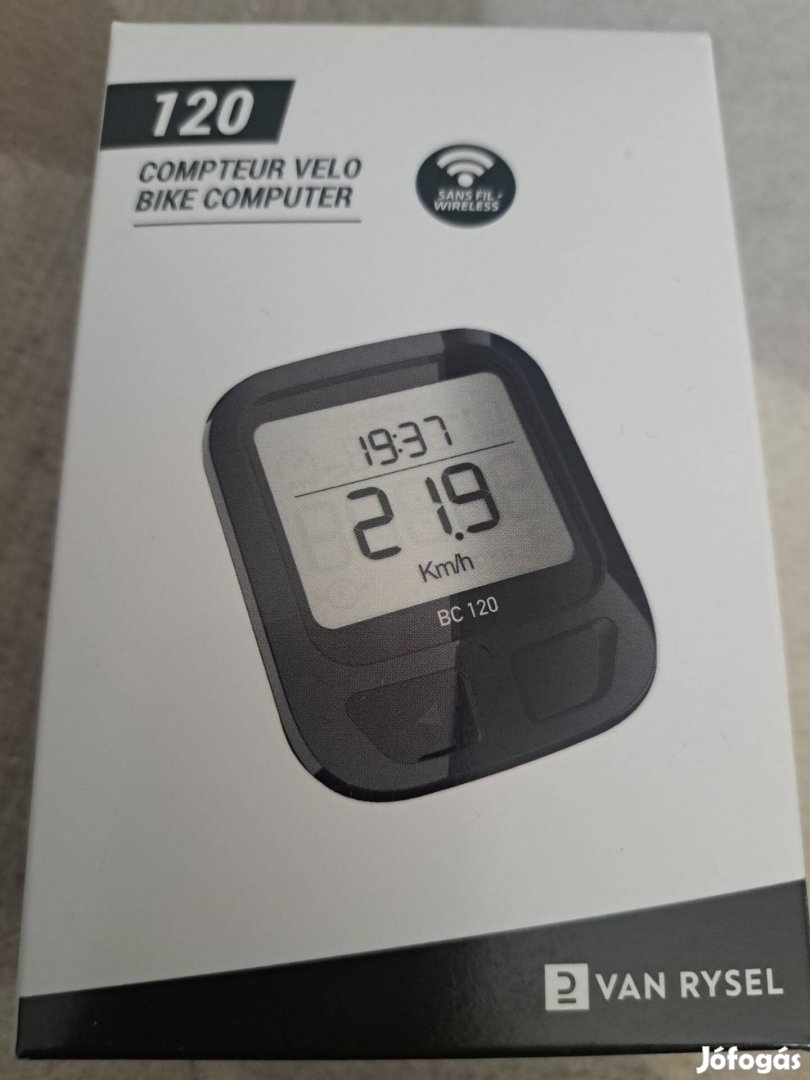 120
COMPTEUR VELO
BIKE COMPUTER
SANS FIL •
WIRELESS
19:37
21.9
Km/h
BC 120
VAN RYSEL
Jófogás